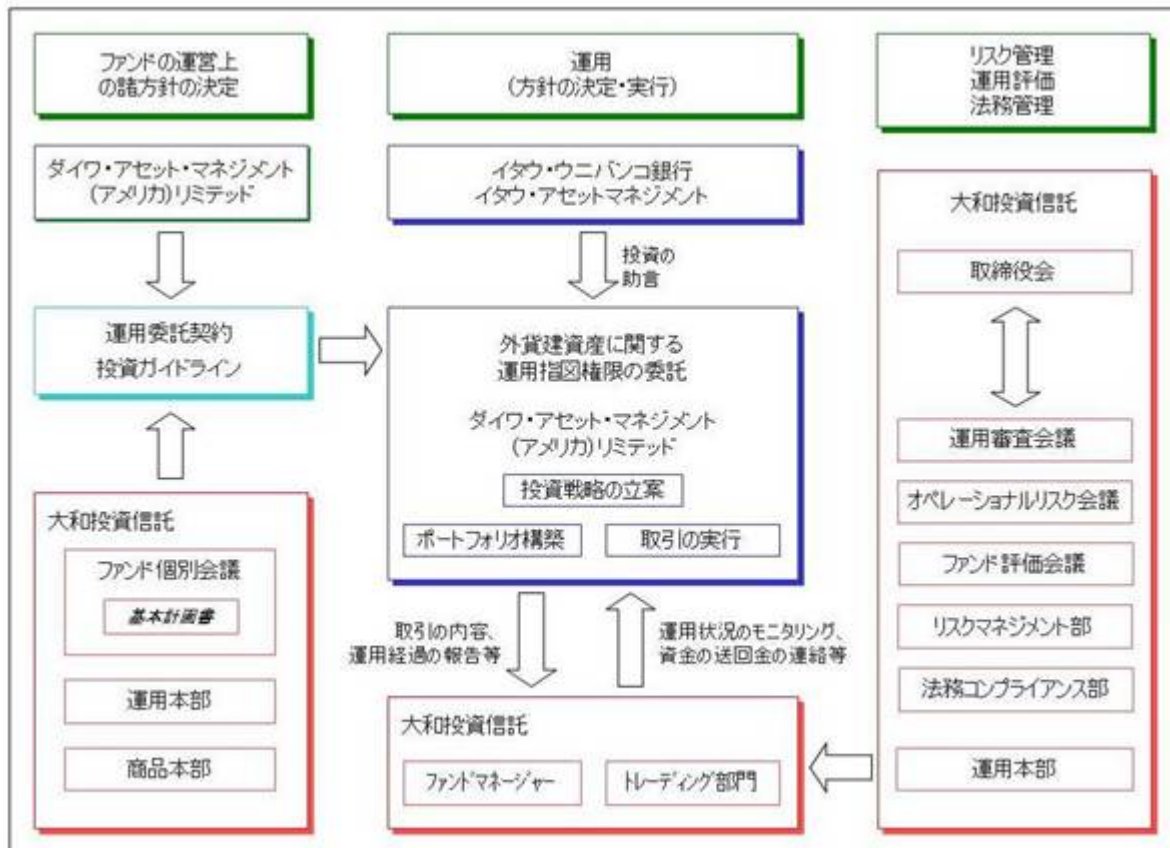 ファンドの運営上
の諸方針の決定
運用
(方針の決定・実行)
リスク管理
運用評価
法務管理
ダイワ・アセット・マネジメント
(アメリカ)リミテッド
イタウ・ウニバンコ銀行
イタウ・アセットマネジメント
投資の
助言
運用委託契約
投資ガイドライン
外貨建資産に関する
運用指図権限の委託
ダイワ・アセット・マネジメント
(アメリカ)リミテッド
投資戦略の立案
ポートフォリオ構築
取引の実行
大和投資信託
ファンド個別会議
基本計画書
運用本部
商品本部
取引の内容、
運用経過の報告等
運用状況のモニタリング、
資金の送回金の連絡等
大和投資信託
ファンドマネージャー
トレーディング部門
大和投資信託
取締役会
運用審査会議
オペレーショナルリスク会議
ファンド評価会議
リスクマネジメント部
法務コンプライアンス部
運用本部